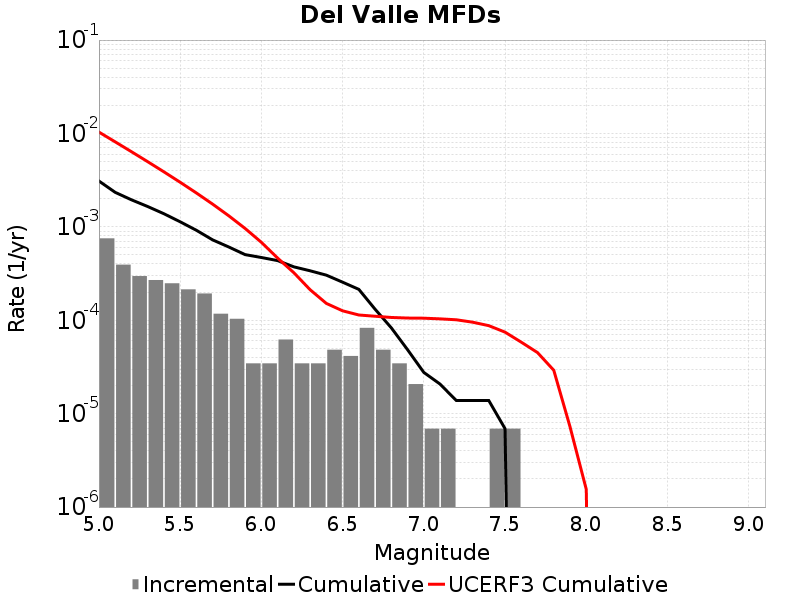 Del Valle MFDs
Rate (1/yr)
10-1
10-2
10-3
10-4
10-5
10-6
5.0 5.5 6.0 6.5 7.0 7.5 8.0 8.5 9.0
Magnitude
Incremental Cumulative UCERF3 Cumulative